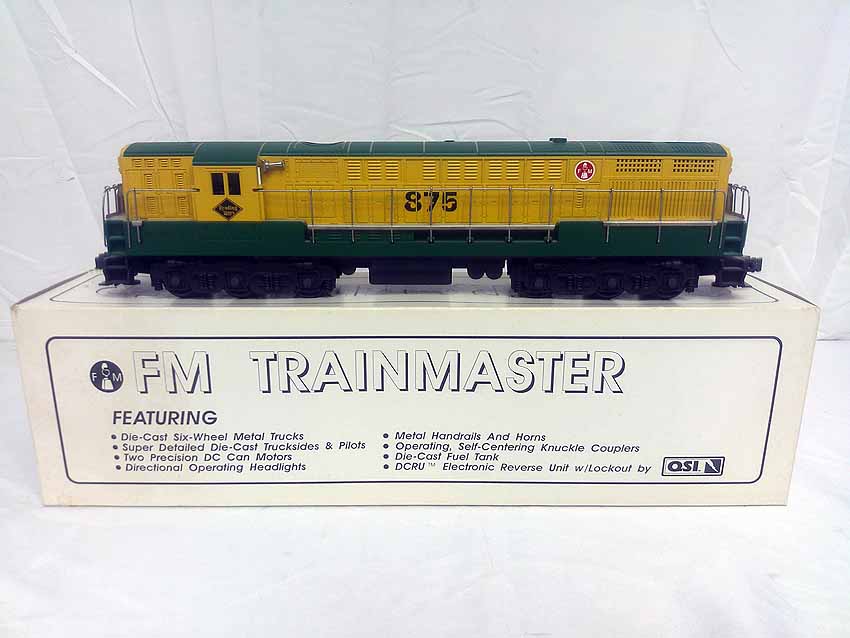 Reading
Lines
875
F M
F M
FM TRAINMASTER
FEATURING
• Die-Cast Six-Wheel Metal Trucks
• Super Detailed Die-Cast Trucksides & Pilots
• Two Precision DC Can Motors
• Directional Operating Headlights
• Metal Handrails And Horns
• Operating, Self-Centering Knuckle Couplers
• Die-Cast Fuel Tank
• DCRU™ Electronic Reverse Unit w/Lockout by
QSI